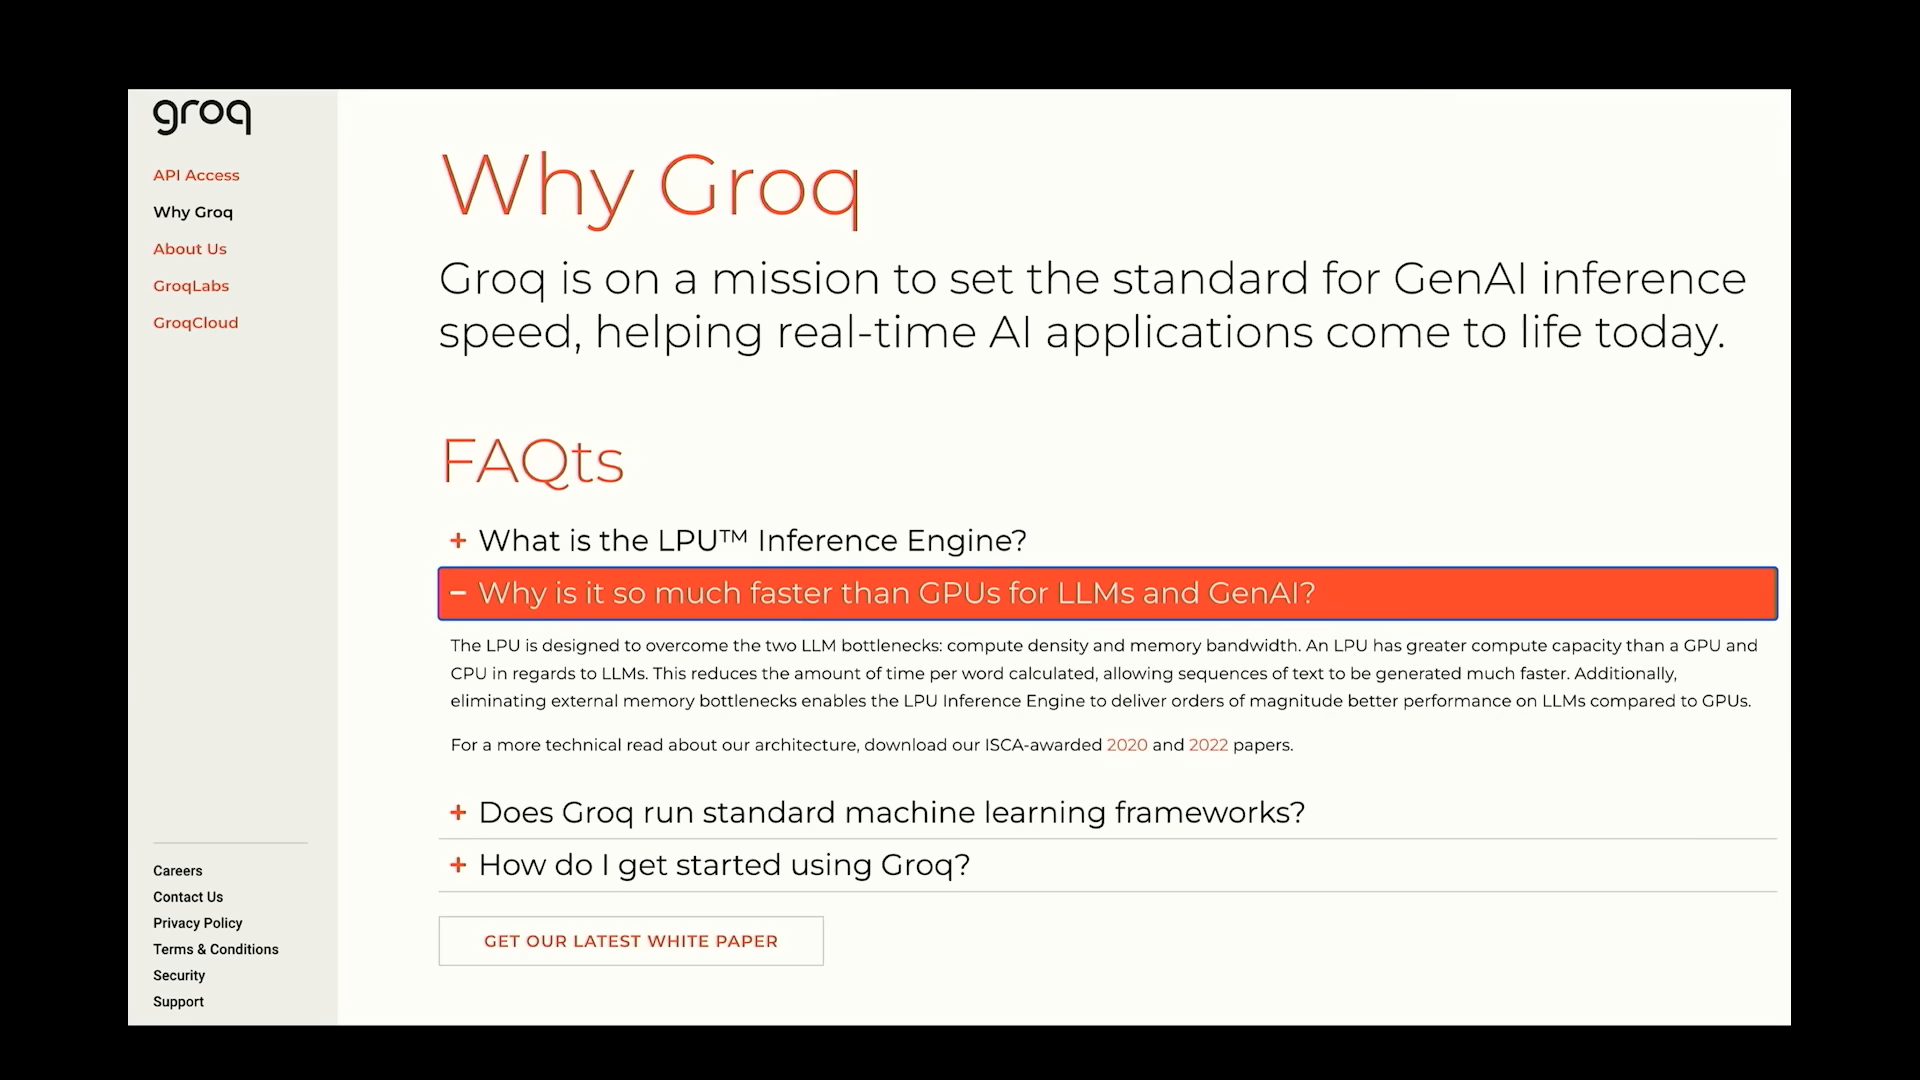 groq
API Access
Why Groq
About Us
GroqLabs
GroqCloud
Careers
Contact Us
Privacy Policy
Terms & Conditions
Security
Support
Why Groq
Groq is on a mission to set the standard for GenAI inference
speed, helping real-time AI applications come to life today.
FAQts
+ What is the LPU™ Inference Engine?
− Why is it so much faster than GPUs for LLMs and GenAI?
The LPU is designed to overcome the two LLM bottlenecks: compute density and memory bandwidth. An LPU has greater compute capacity than a GPU and
CPU in regards to LLMs. This reduces the amount of time per word calculated, allowing sequences of text to be generated much faster. Additionally,
eliminating external memory bottlenecks enables the LPU Inference Engine to deliver orders of magnitude better performance on LLMs compared to GPUs.
For a more technical read about our architecture, download our ISCA-awarded 2020 and 2022 papers.
+ Does Groq run standard machine learning frameworks?
+ How do I get started using Groq?
GET OUR LATEST WHITE PAPER